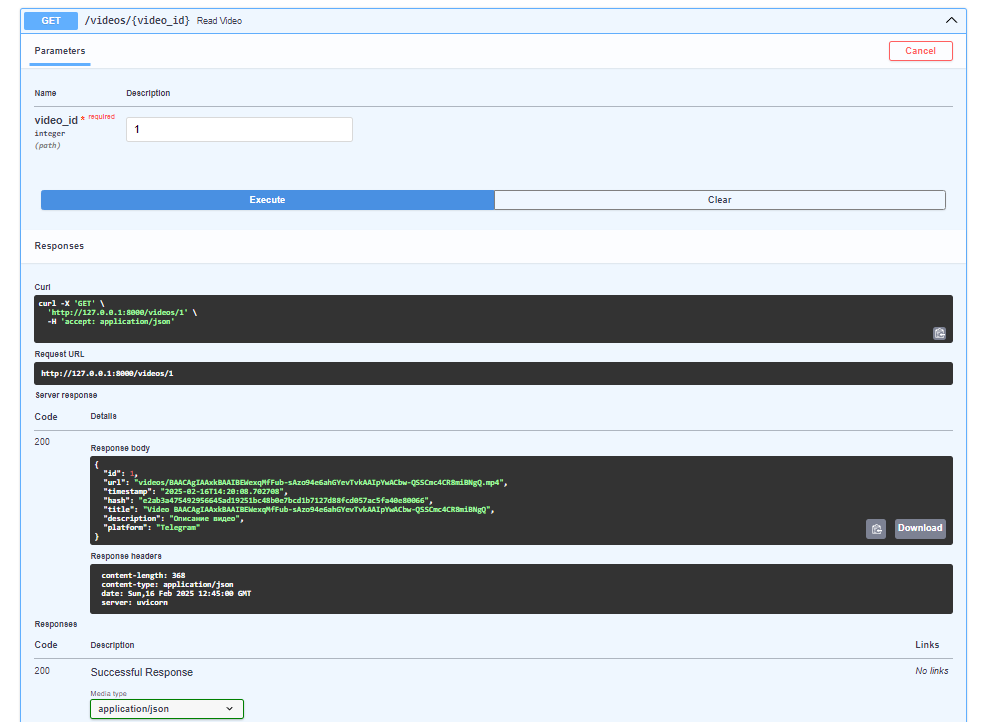 GET /videos/{video_id} Read Video
Parameters
Cancel
Name Description
video_id * required
integer
(path)
1
Execute Clear
Responses
Curl
curl -X 'GET' \
'http://127.0.0.1:8000/videos/1' \
-H 'accept: application/json'
Request URL
http://127.0.0.1:8000/videos/1
Server response
Code Details
200
Response body
{
"id": 1,
"url": "videos/BAACAgIAAxkBAAIBEWexqMfFub-sAzo94e6ahGYevTvkAAIpYwACbw-QSSCmc4CR8miBNgQ.mp4",
"timestamp": "2025-02-16T14:20:08.702708",
"hash": "e2ab3a475492956645ad19251bc48b0e7bcd1b7127d88fcd057ac5fa40e80066",
"title": "Video BAACAgIAAxkBAAIBEWexqMfFub-sAzo94e6ahGYevTvkAAIpYwACbw-QSSCmc4CR8miBNgQ",
"description": "Описание видео",
"platform": "Telegram"
}
Download
Response headers
content-length: 368
content-type: application/json
date: Sun,16 Feb 2025 12:45:00 GMT
server: uvicorn
Responses
Code Description Links
200 Successful Response No links
Media type
application/json